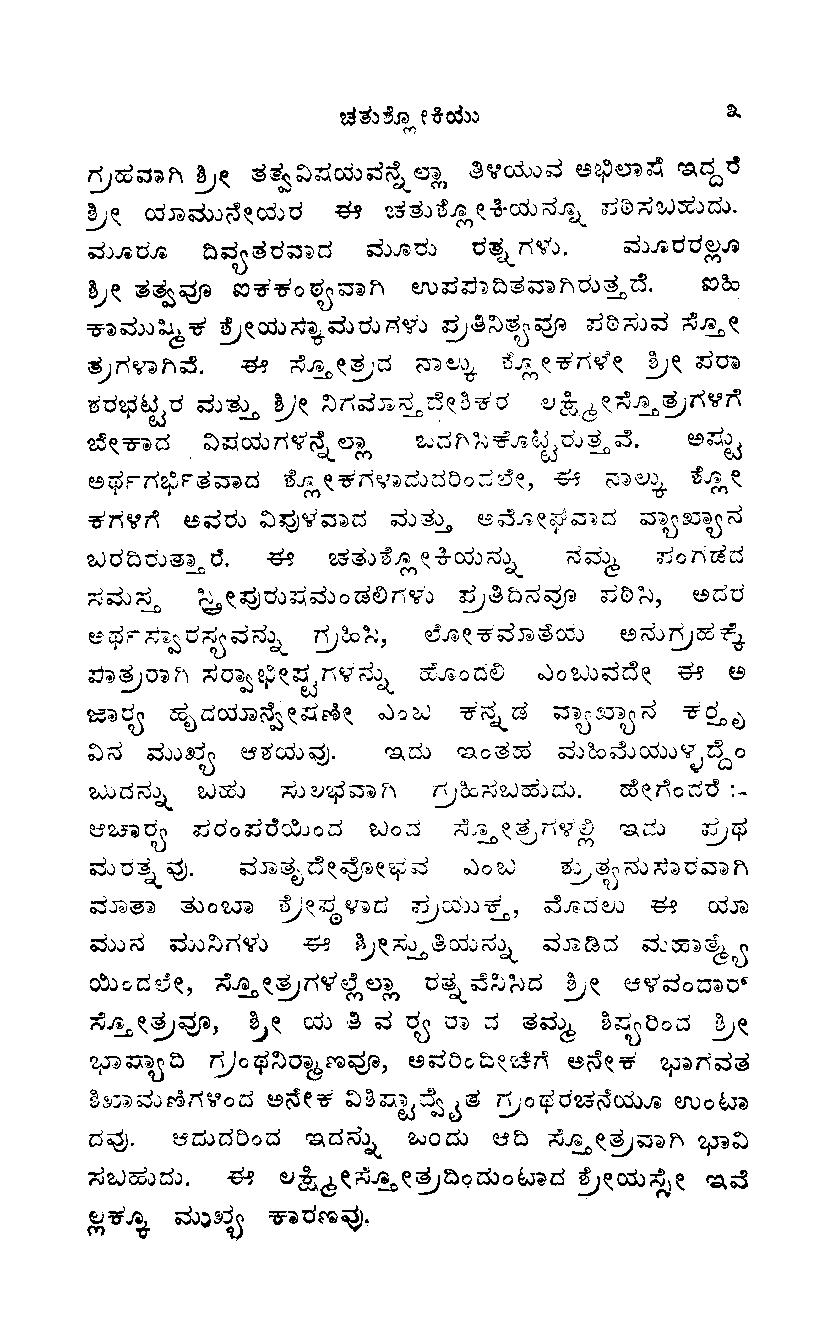 ಚತುಶ್ಲೋಕಿಯು ೩
ಗ್ರಹವಾಗಿ ಶ್ರೀ ತತ್ವವಿಷಯವನ್ನೆಲ್ಲಾ ತಿಳಿಯುವ ಅಭಿಲಾಷೆ ಇದ್ದರೆ
ಶ್ರೀ ಯಾಮುನೇಯರ ಈ ಚತುಶ್ಲೋಕಿಯನ್ನೂ ಪಠಿಸಬಹುದು.
ಮೂರೂ ದಿವ್ಯತರವಾದ ಮೂರು ರತ್ನಗಳು. ಮೂರರಲ್ಲೂ
ಶ್ರೀ ತತ್ವವೂ ಐಕಕಂಠ್ಯವಾಗಿ ಉಪಪಾದಿತವಾಗಿರುತ್ತದೆ. ಐಹಿ
ಕಾಮುಷ್ಮಿಕ ಶ್ರೇಯಸ್ಕಾಮರುಗಳು ಪ್ರತಿನಿತ್ಯವೂ ಪಠಿಸುವ ಸ್ತೋ
ತ್ರಗಳಾಗಿವೆ. ಈ ಸ್ತೋತ್ರದ ನಾಲ್ಕು ಶ್ಲೋಕಗಳೇ ಶ್ರೀ ಪರಾ
ಶರಭಟ್ಟರ ಮತ್ತು ಶ್ರೀ ನಿಗಮಾನ್ತದೇಶಿಕರ ಲಕ್ಷ್ಮೀಸ್ತೋತ್ರಗಳಿಗೆ
ಬೇಕಾದ ವಿಷಯಗಳನ್ನೆಲ್ಲಾ ಒದಗಿಸಿಕೊಟ್ಟರುತ್ತವೆ. ಅಷ್ಟು
ಅರ್ಥಗರ್ಭಿತವಾದ ಶ್ಲೋಕಗಳಾದುದರಿಂದಲೇ, ಈ ನಾಲ್ಕು ಶ್ಲೋ
ಕಗಳಿಗೆ ಅವರು ವಿಪುಳವಾದ ಮತ್ತು ಅಮೋಘವಾದ ವ್ಯಾಖ್ಯಾನ
ಬರದಿರುತ್ತಾರೆ. ಈ ಚತುಶ್ಲೋಕಿಯನ್ನು ನಮ್ಮ ಪಂಗಡದ
ಸಮಸ್ತ ಸ್ತ್ರೀಪುರುಷಮಂಡಲಿಗಳು ಪ್ರತಿದಿನವೂ ಪಠಿಸಿ, ಅದರ
ಅರ್ಥಸ್ವಾರಸ್ಯವನ್ನು ಗ್ರಹಿಸಿ, ಲೋಕಮಾತೆಯ ಅನುಗ್ರಹಕ್ಕೆ
ಪಾತ್ರರಾಗಿ ಸರ್‍ವಾಭೀಷ್ಟಗಳನ್ನು ಹೊಂದಲಿ ಎಂಬುವದೇ ಈ ಆ
ಚಾರ್‍ಯ ಹೃದಯಾನ್ವೇಷಣೀ ಎಂಬ ಕನ್ನಡ ವ್ಯಾಖ್ಯಾನ ಕರ್‍ತೃ
ವಿನ ಮುಖ್ಯ ಆಶಯವು. ಇದು ಇಂತಹ ಮಹಿಮೆಯುಳ್ಳದ್ದೆಂ
ಬುದನ್ನು ಬಹು ಸುಲಭವಾಗಿ ಗ್ರಹಿಸಬಹುದು. ಹೇಗೆಂದರೆ :-
ಆಚಾರ್‍ಯ ಪರಂಪರೆಯಿಂದ ಬಂದ ಸ್ತೋತ್ರಗಳಲ್ಲಿ ಇದು ಪ್ರಥ
ಮರತ್ನವು. ಮಾತೃದೇವೋಭವ ಎಂಬ ಶ್ರುತ್ಯನುಸಾರವಾಗಿ
ಮಾತಾ ತುಂಬಾ ಶ್ರೇಷ್ಠಳಾದ ಪ್ರಯುಕ್ತ, ಮೊದಲು ಈ ಯಾ
ಮುನ ಮುನಿಗಳು ಈ ಶ್ರೀಸ್ತುತಿಯನ್ನು ಮಾಡಿದ ಮಹಾತ್ಮ್ಯೆ
ಯಿಂದಲೇ, ಸ್ತೋತ್ರಗಳಲ್ಲೆಲ್ಲಾ ರತ್ನವೆನಿಸಿದ ಶ್ರೀ ಆಳವಂದಾರ್
ಸ್ತೋತ್ರವೂ, ಶ್ರೀ ಯ ತಿ ವ ರ್‍ಯ ರಾ ದ ತಮ್ಮ ಶಿಷ್ಯರಿಂದ ಶ್ರೀ
ಭಾಷ್ಯಾದಿ ಗ್ರಂಥನಿರ್‍ಮಾಣವೂ, ಅವರಿಂದೀಚೆಗೆ ಅನೇಕ ಭಾಗವತ
ಶಿಖಾಮಣಿಗಳಿಂದ ಅನೇಕ ವಿಶಿಷ್ಟಾದ್ವೈತ ಗ್ರಂಥರಚನೆಯೂ ಉಂಟಾ
ದವು. ಆದುದರಿಂದ ಇದನ್ನು ಒಂದು ಆದಿ ಸ್ತೋತ್ರವಾಗಿ ಭಾವಿ
ಸಬಹುದು. ಈ ಲಕ್ಷ್ಮೀಸ್ತೋತ್ರದಿಂದುಂಟಾದ ಶ್ರೇಯಸ್ಸೇ ಇವೆ
ಲ್ಲಕ್ಕೂ ಮುಖ್ಯ ಕಾರಣವು.